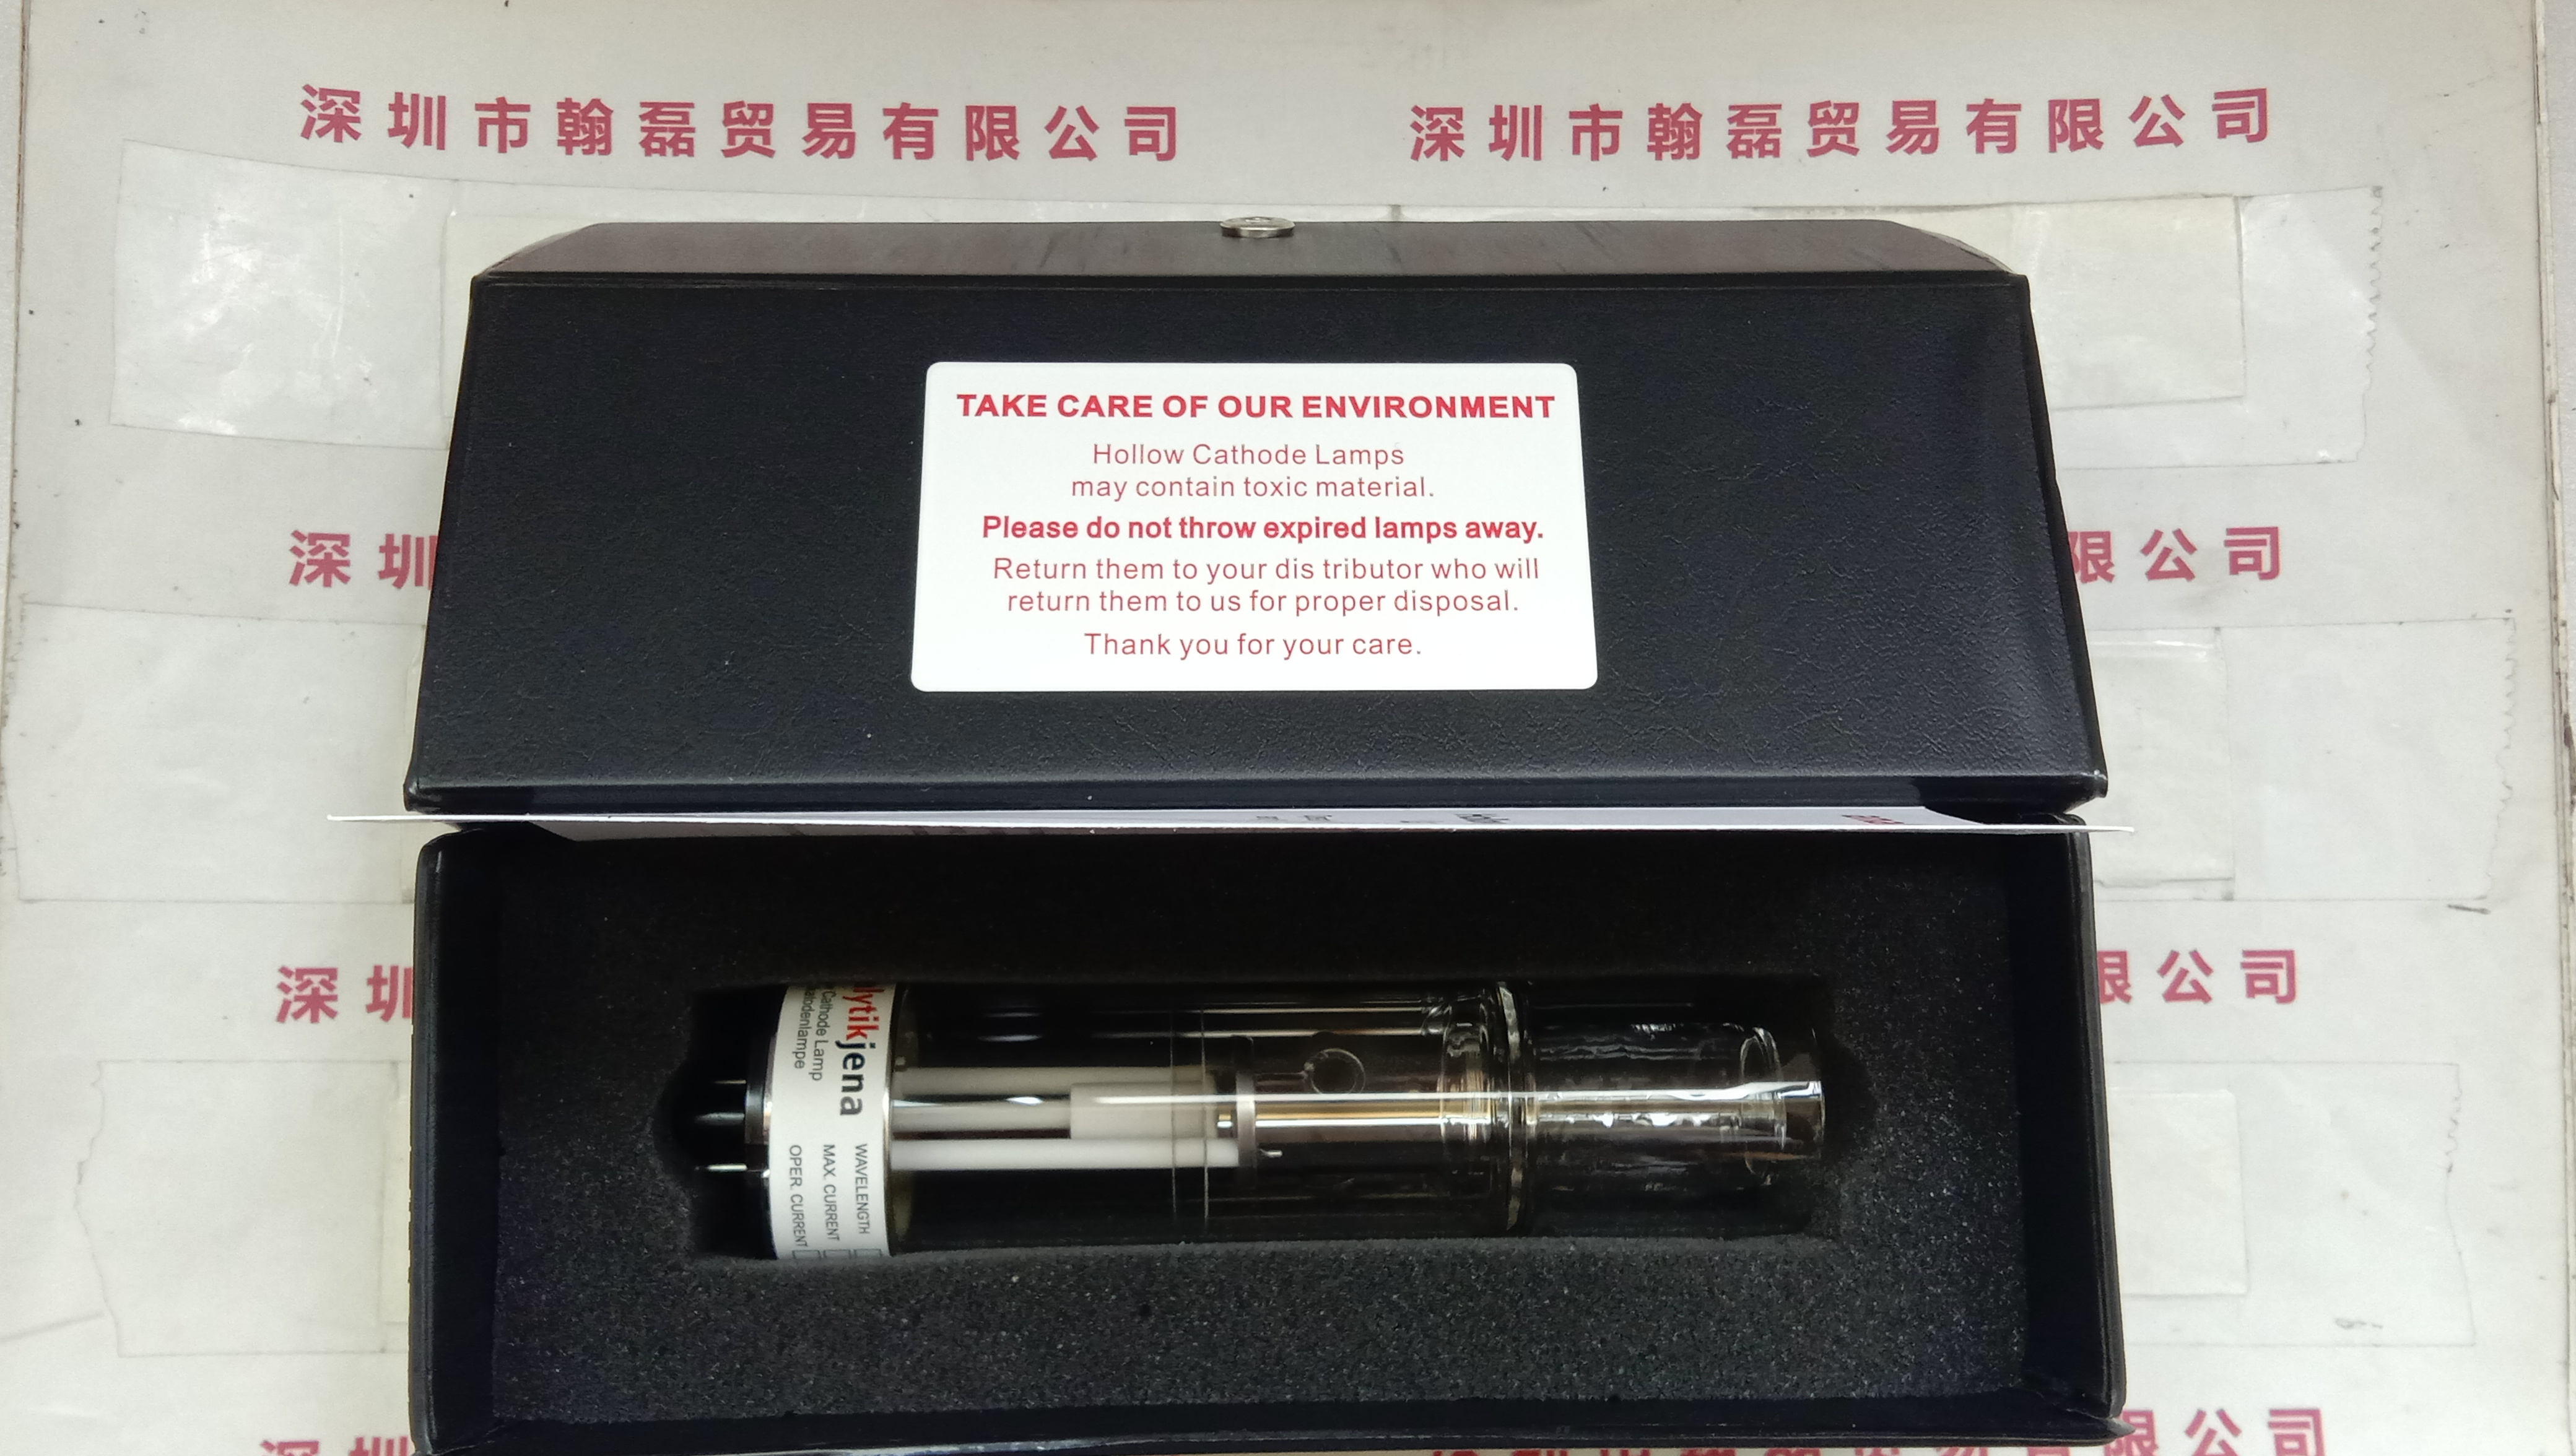 深圳市翰磊贸易有限公司 深圳市翰磊贸易有限公司
TAKE CARE OF OUR ENVIRONMENT
Hollow Cathode Lamps
may contain toxic material.
Please do not throw expired lamps away.
Return them to your dis tributor who will
return them to us for proper disposal.
Thank you for your care.
深圳
限公司
深圳
限公司
lytikjena
Cathode Lamp
athodenlampe
WAVELENGTH
MAX. CURRENT
OPER. CURRENT
深圳
限公司